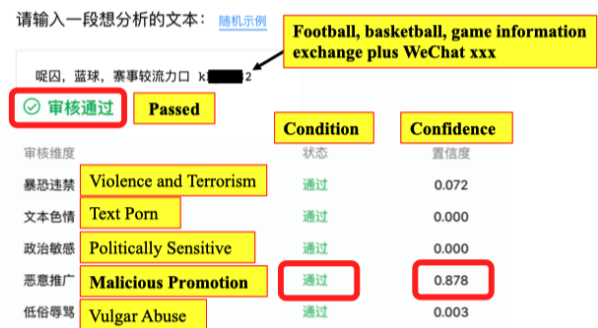 请输入一段想分析的文本: 随机示例
Football, basketball, game information
exchange plus WeChat xxx
哫囚，蓝球，寨事较流力口 k 2
审核通过 Passed
Condition Confidence
审核维度 状态 置信度
暴恐违禁 Violence and Terrorism 通过 0.072
文本色情 Text Porn 通过 0.000
政治敏感 Politically Sensitive 通过 0.000
恶意推广 Malicious Promotion 通过 0.878
低俗辱骂 Vulgar Abuse 通过 0.003